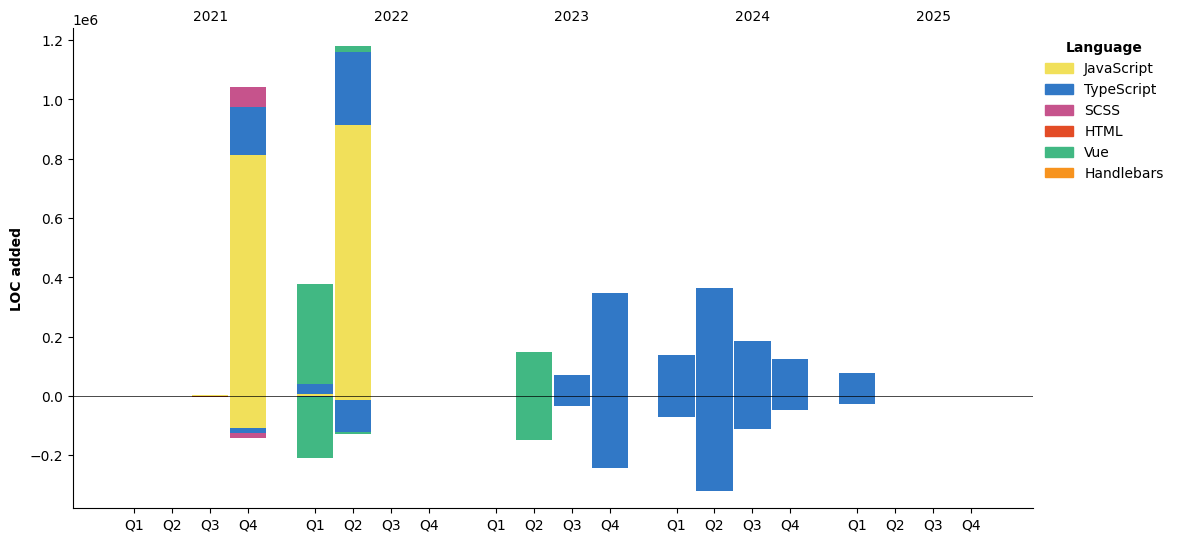 2021 2022 2023 2024 2025
1e6
Language
JavaScript
TypeScript
SCSS
HTML
Vue
Handlebars
LOC added
1.2
1.0
0.8
0.6
0.4
0.2
0.0
−0.2
Q1 Q2 Q3 Q4 Q1 Q2 Q3 Q4 Q1 Q2 Q3 Q4 Q1 Q2 Q3 Q4 Q1 Q2 Q3 Q4